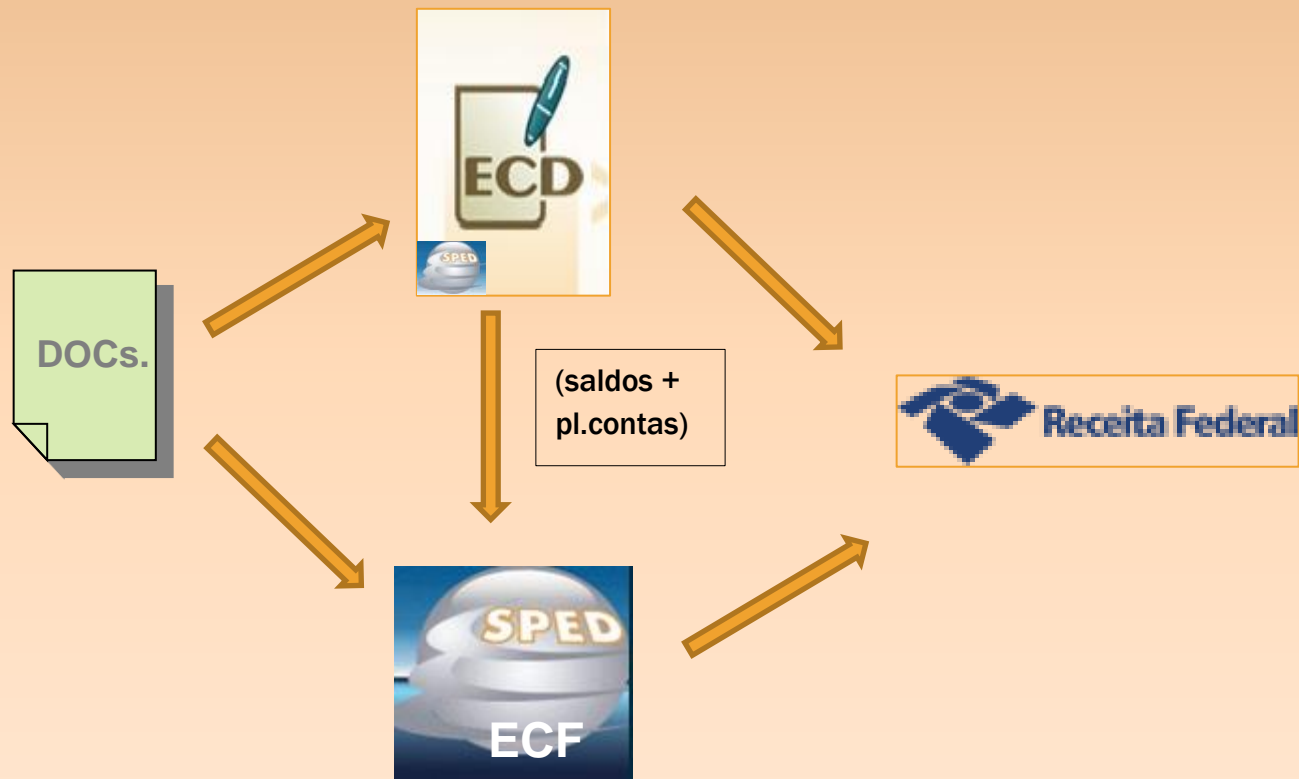 ECD
SPED
DOCs.
(saldos +
pl.contas)
Receita Federal
SPED
ECF